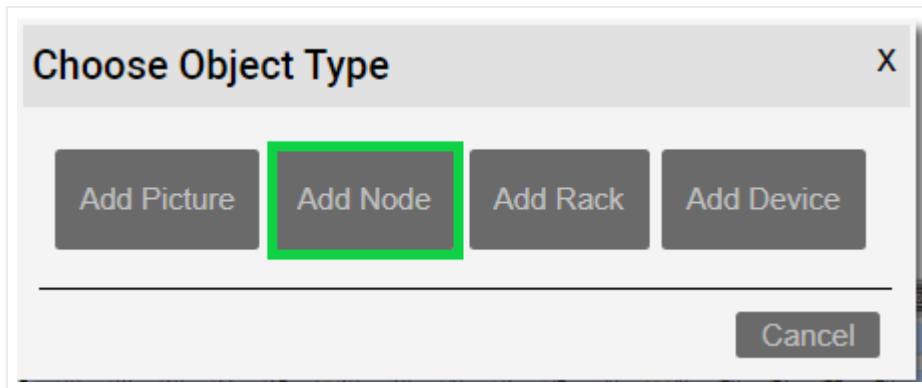 Choose Object Type X
Add Picture Add Node Add Rack Add Device
Cancel